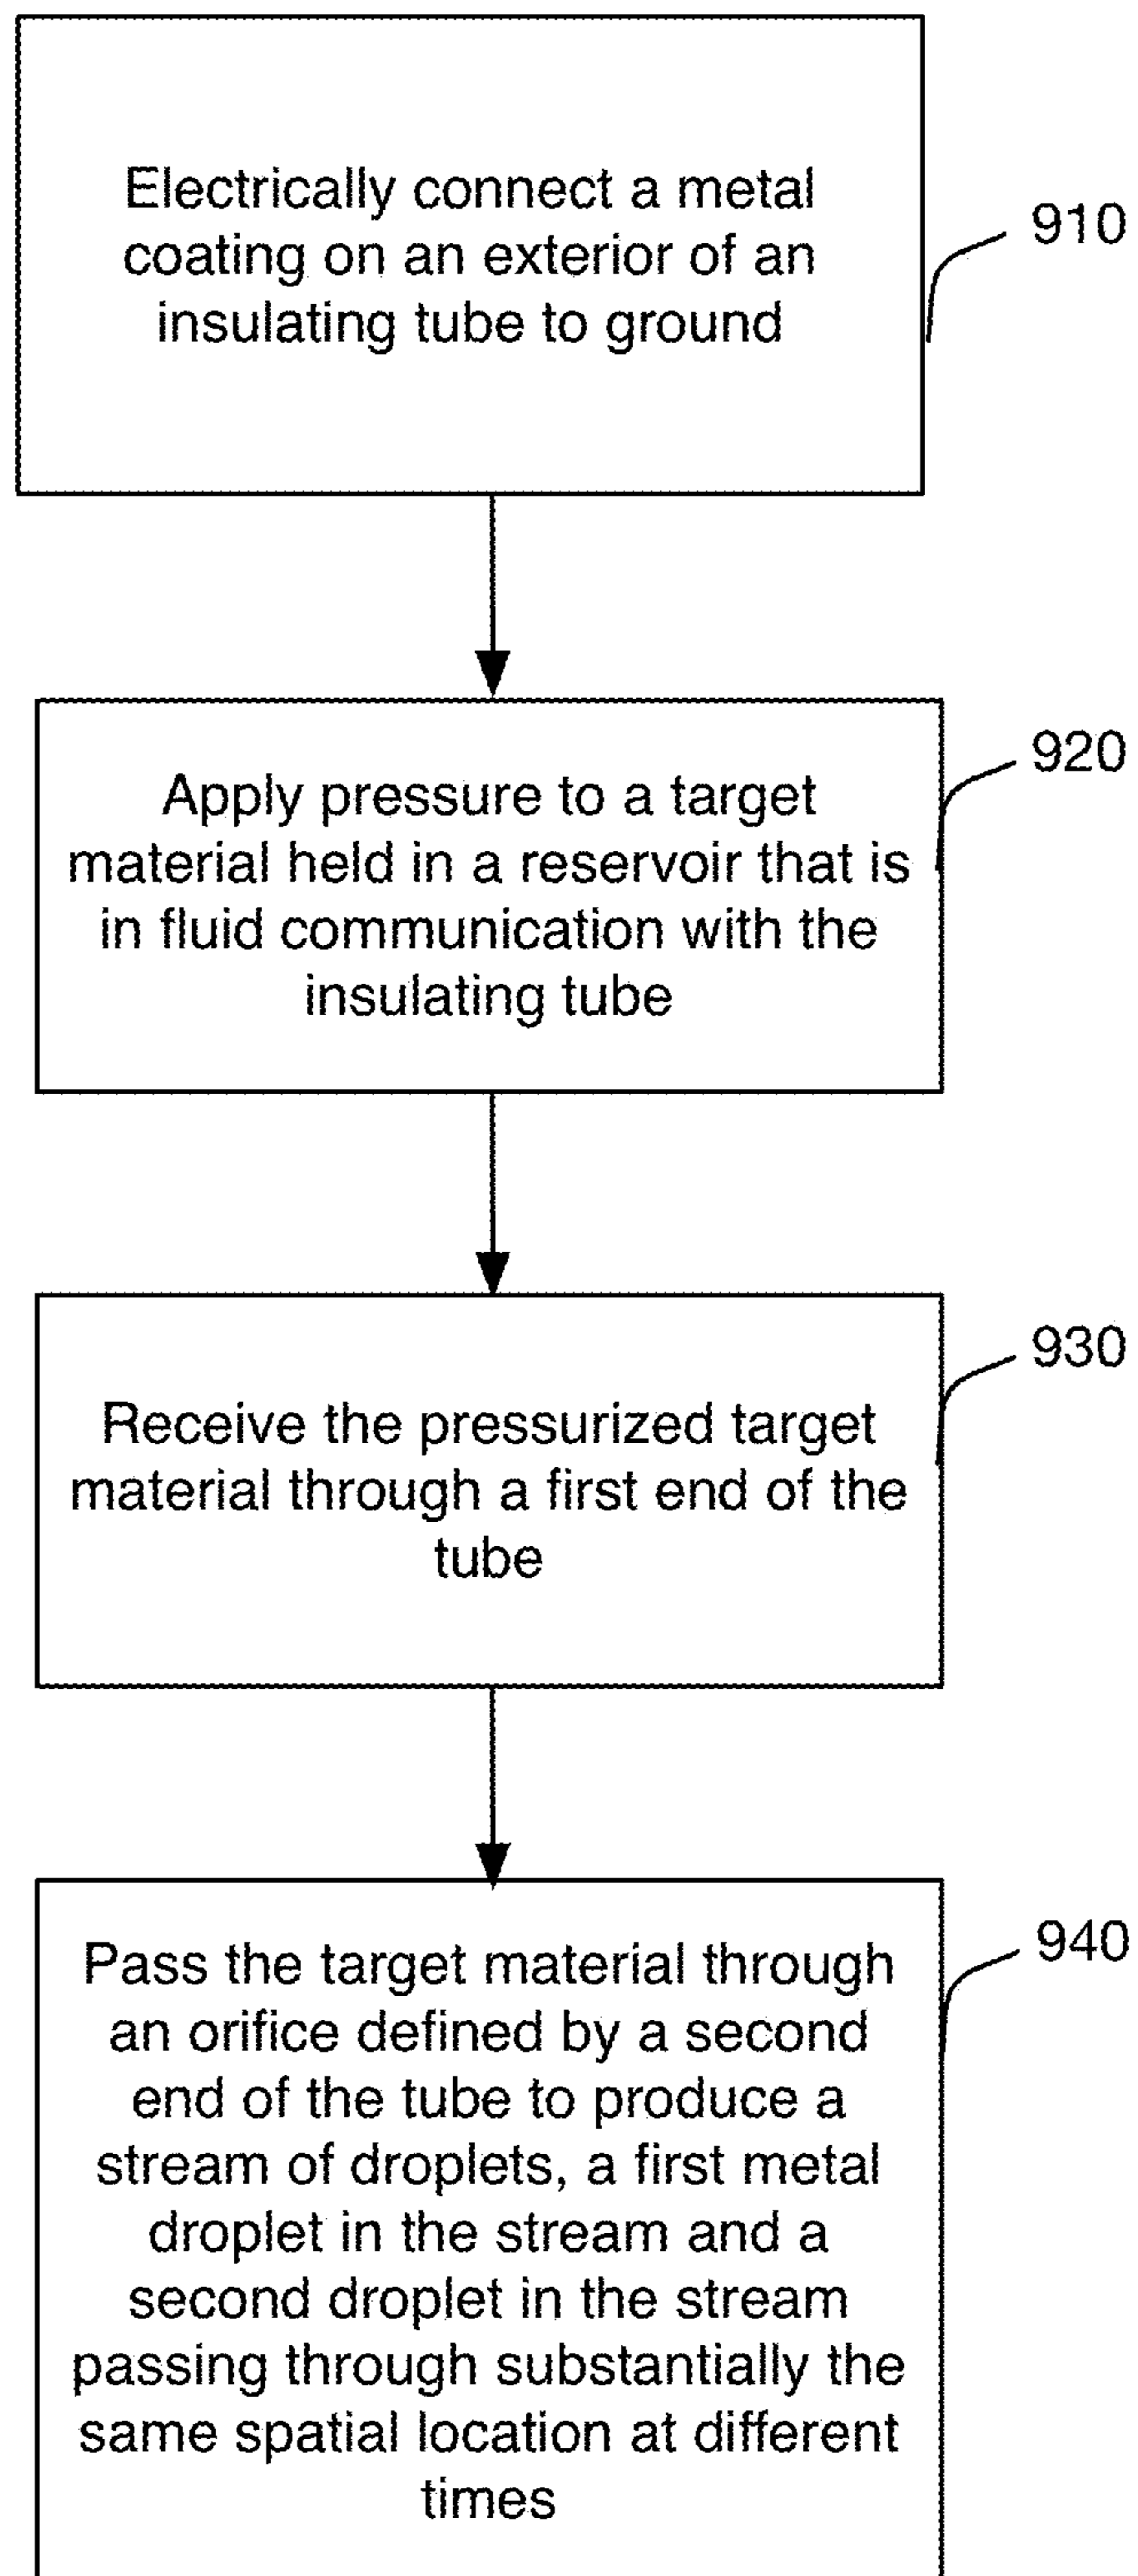 Electrically connect a metal
coating on an exterior of an
insulating tube to ground
910
Apply pressure to a target
material held in a reservoir that is
in fluid communication with the
insulating tube
920
Receive the pressurized target
material through a first end of the
tube
930
Pass the target material through
an orifice defined by a second
end of the tube to produce a
stream of droplets, a first metal
droplet in the stream and a
second droplet in the stream
passing through substantially the
same spatial location at different
times
940